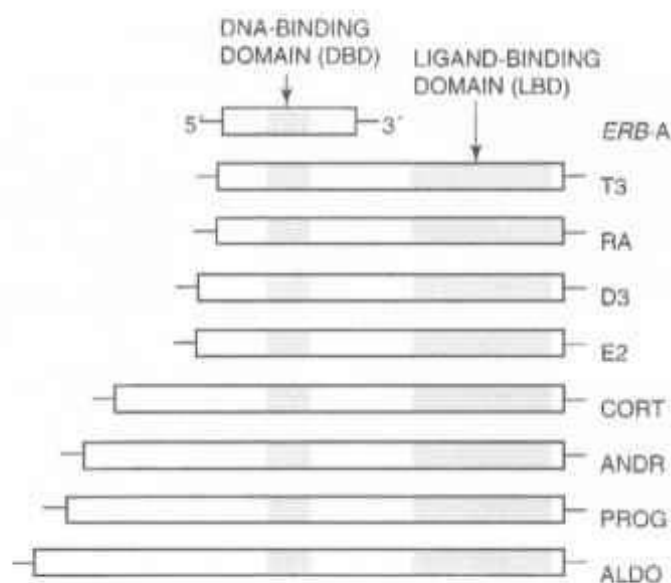 DNA-BINDING
DOMAIN (DBD)
LIGAND-BINDING
DOMAIN (LBD)
5´ 3´ ERB-A
T3
RA
D3
E2
CORT
ANDR
PROG
ALDO